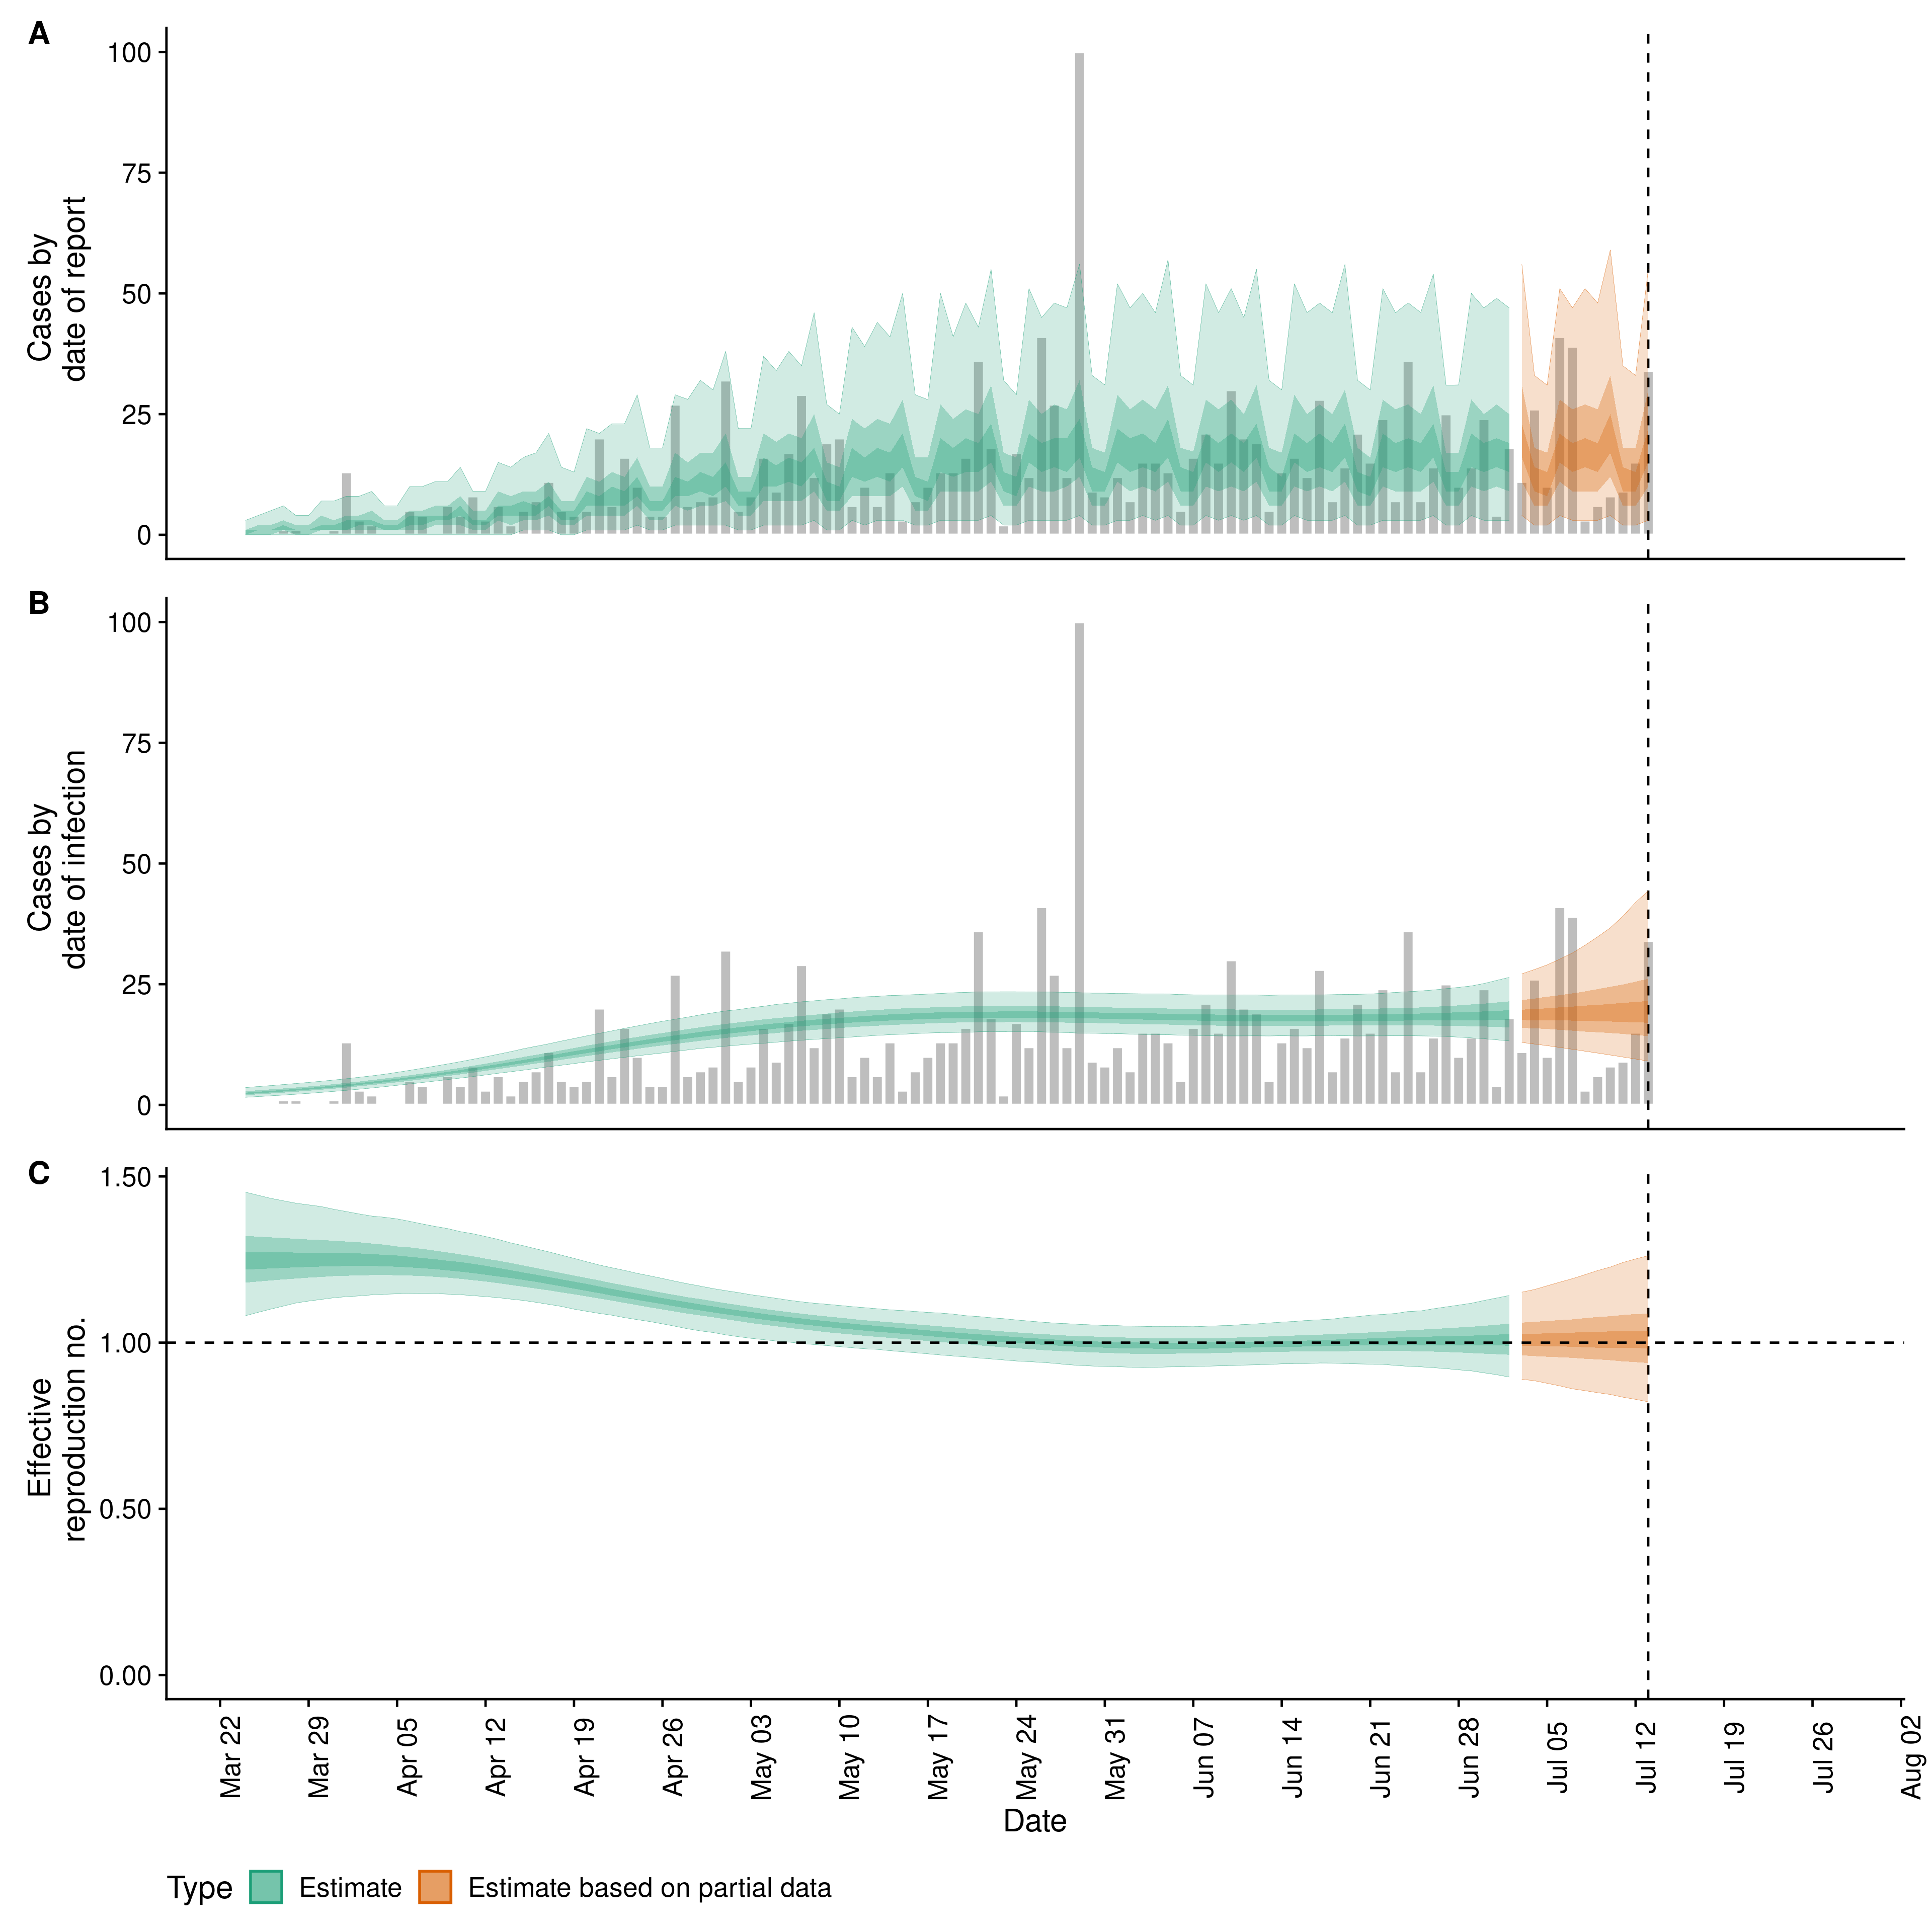 A
100
75
50
25
0
Cases by
date of report
B
100
75
50
25
0
Cases by
date of infection
C
1.50
1.00
0.50
0.00
Effective
reproduction no.
Mar 22
Mar 29
Apr 05
Apr 12
Apr 19
Apr 26
May 03
May 10
May 17
May 24
May 31
Jun 07
Jun 14
Jun 21
Jun 28
Jul 05
Jul 12
Jul 19
Jul 26
Aug 02
Date
Type Estimate Estimate based on partial data